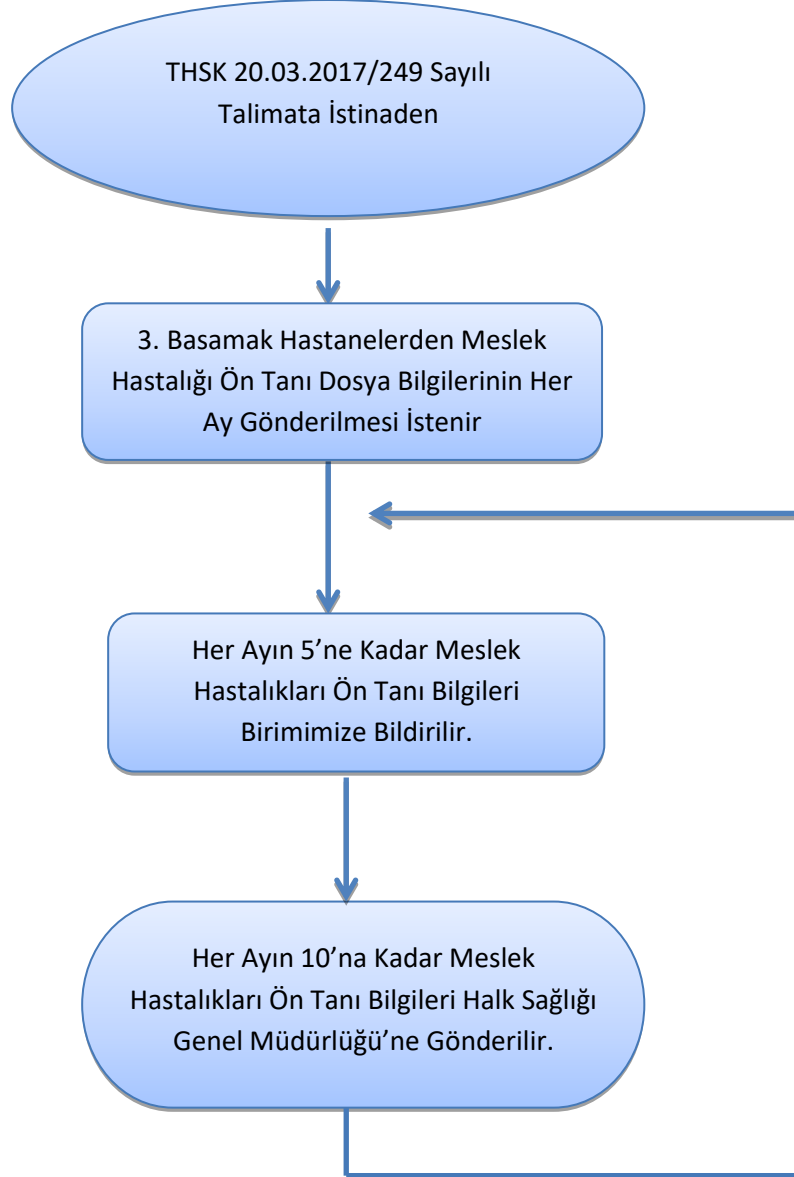 THSK 20.03.2017/249 Sayılı
Talimata İstinaden
3. Basamak Hastanelerden Meslek
Hastalığı Ön Tanı Dosya Bilgilerinin Her
Ay Gönderilmesi İstenir
Her Ayın 5’ne Kadar Meslek
Hastalıkları Ön Tanı Bilgileri
Birimimize Bildirilir.
Her Ayın 10’na Kadar Meslek
Hastalıkları Ön Tanı Bilgileri Halk Sağlığı
Genel Müdürlüğü’ne Gönderilir.